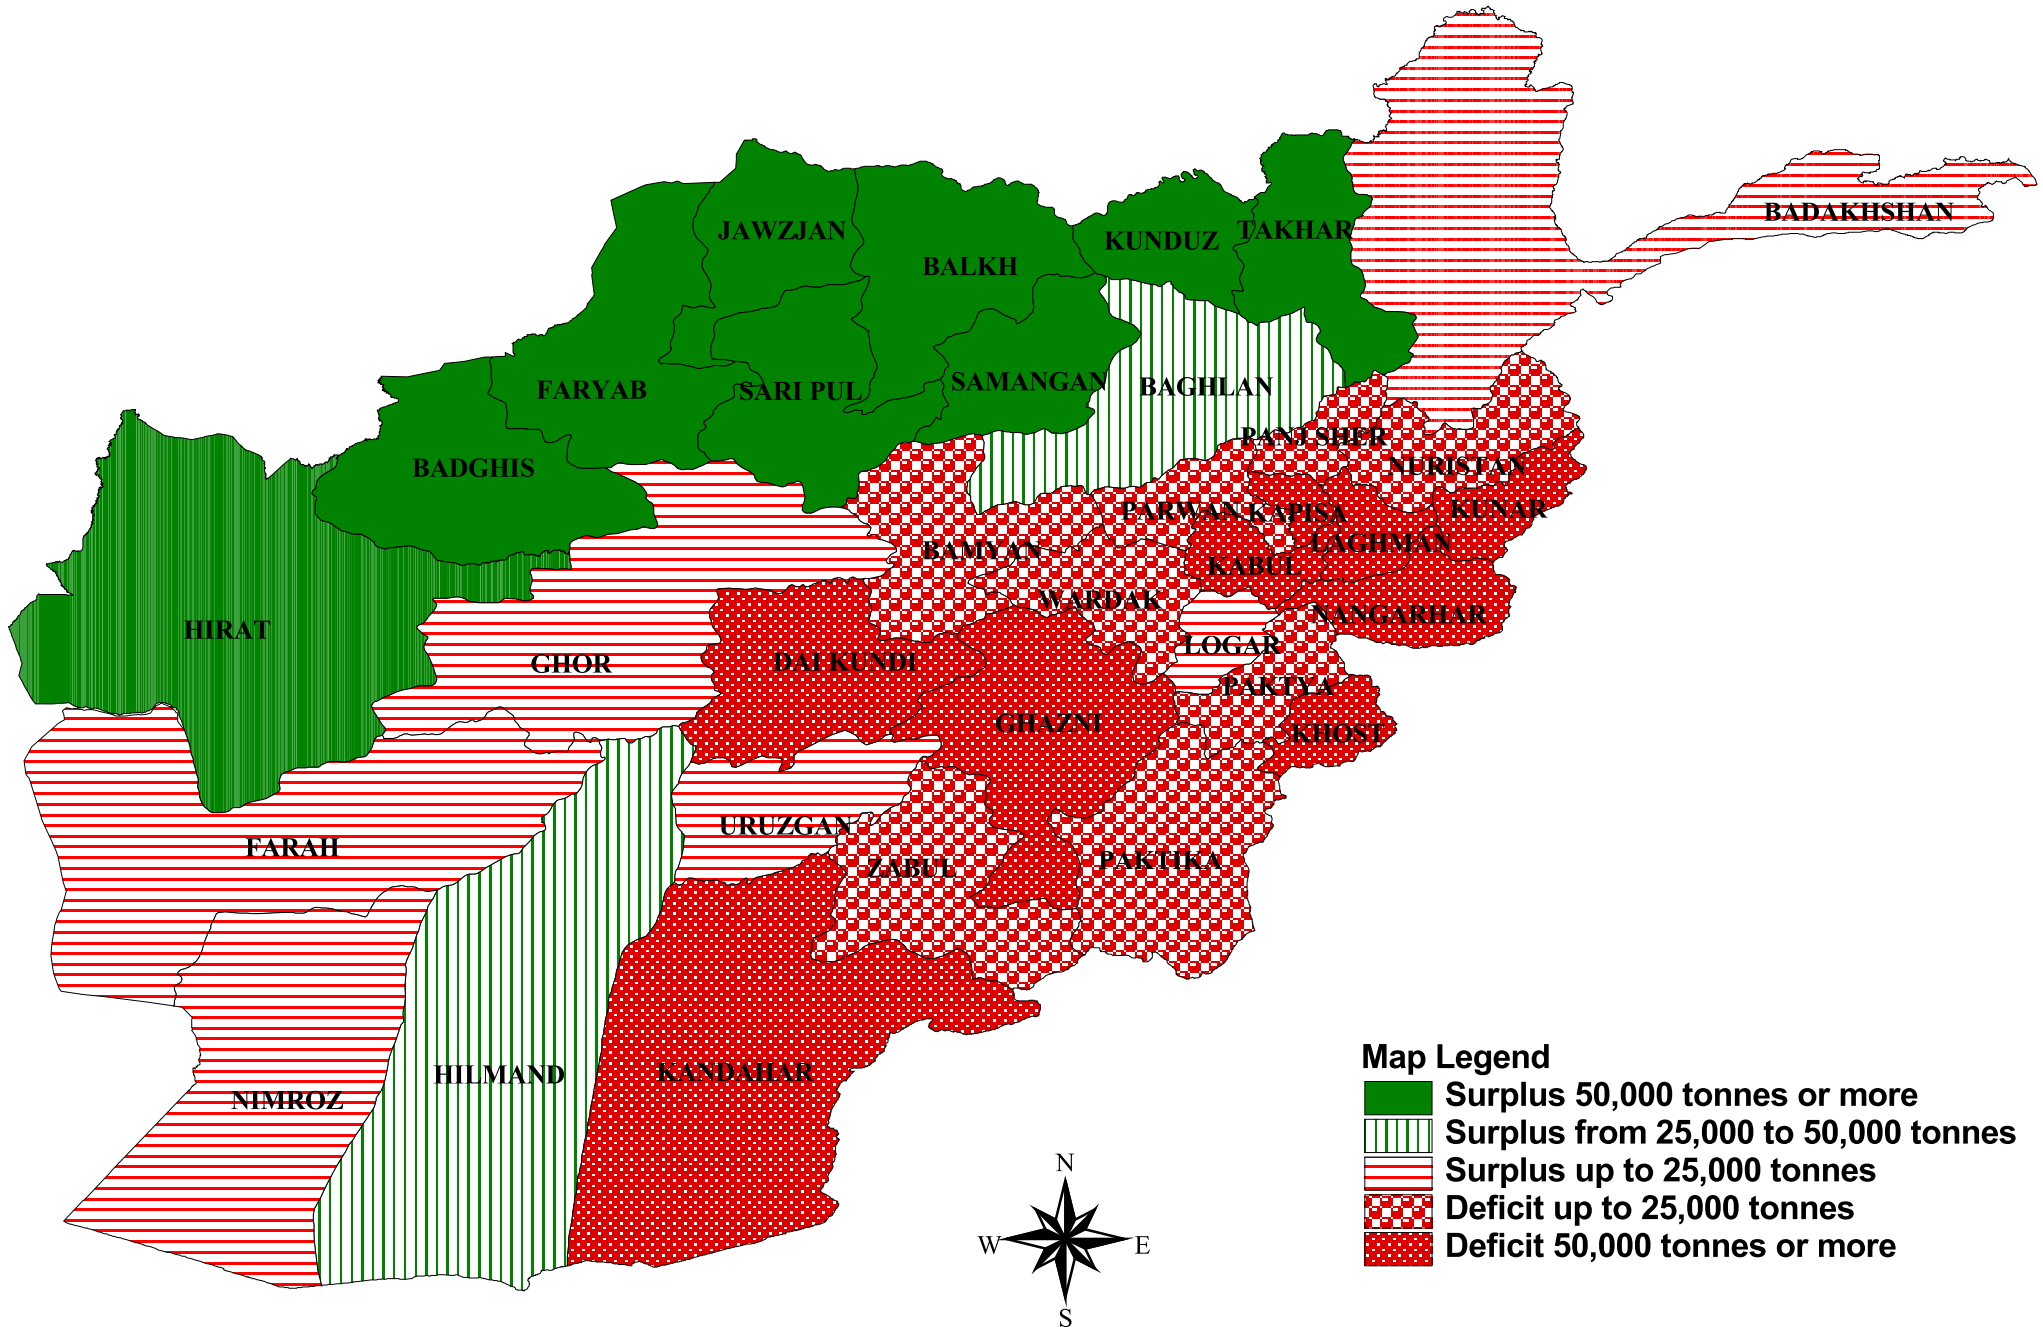 JAWZJAN
BALKH
KUNDUZ
TAKHAR
BADAKHSHAN
FARYAB
SARI PUL
SAMANGAN
BAGHLAN
BADGHIS
PANJ SHER
NURISTAN
PARWAN
KAPISA
KUNAR
BAMYAN
LAGHMAN
KABUL
HIRAT
WARDAK
NANGARHAR
GHOR
DAI KUNDI
LOGAR
PAKTYA
GHAZNI
KHOST
FARAH
URUZGAN
ZABUL
PAKTIKA
NIMROZ
HILMAND
KANDAHAR
N
W
E
S
Map Legend
Surplus 50,000 tonnes or more
Surplus from 25,000 to 50,000 tonnes
Surplus up to 25,000 tonnes
Deficit up to 25,000 tonnes
Deficit 50,000 tonnes or more